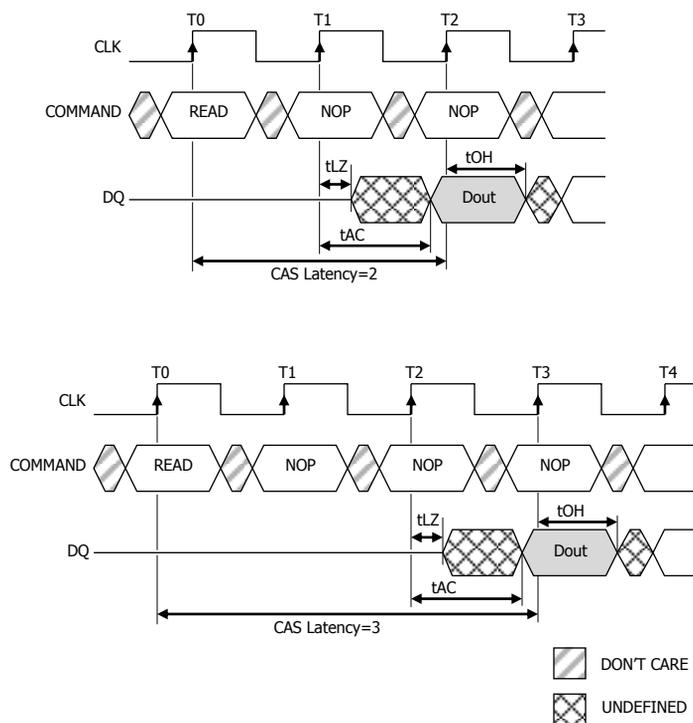 T0 T1 T2 T3
CLK
COMMAND READ NOP NOP
tLZ tOH
DQ Dout
tAC
CAS Latency=2
T0 T1 T2 T3 T4
CLK
COMMAND READ NOP NOP NOP
tLZ tOH
DQ Dout
tAC
CAS Latency=3
DON'T CARE
UNDEFINED